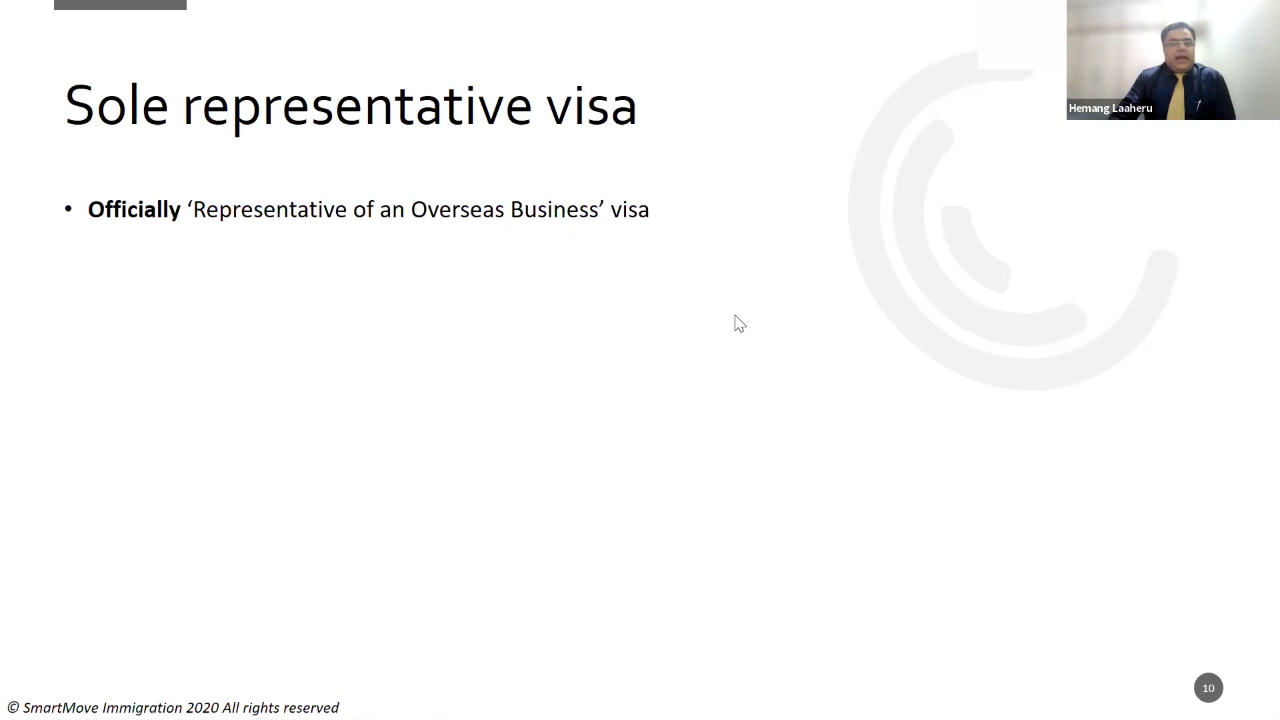 Hemang Laaheru
Sole representative visa
• Officially ‘Representative of an Overseas Business’ visa
10
© SmartMove Immigration 2020 All rights reserved